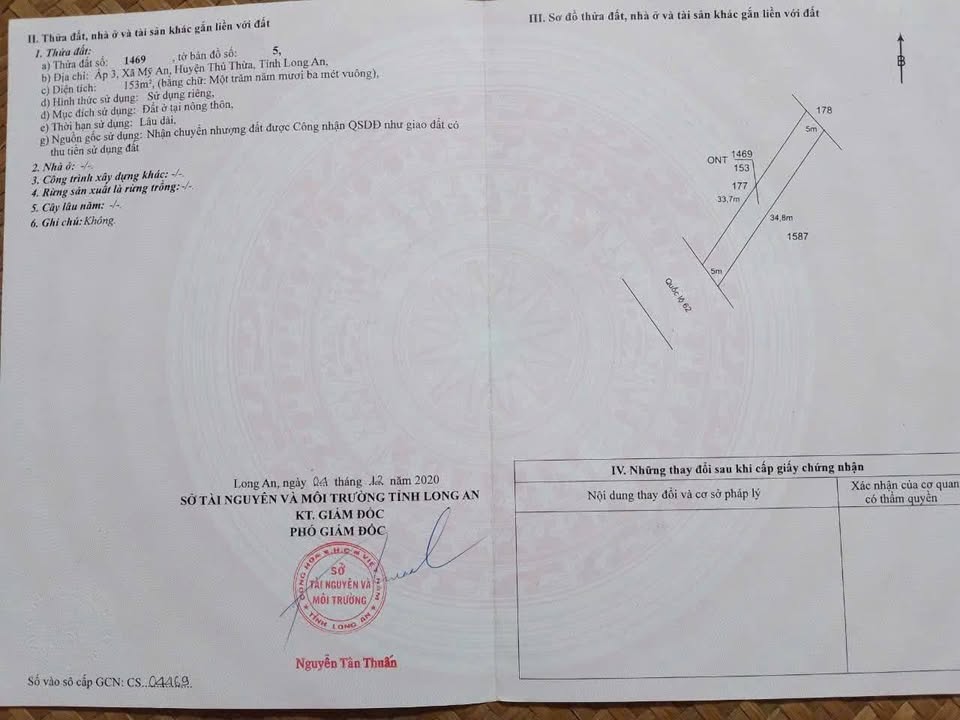 II. Thửa đất, nhà ở và tài sản khác gắn liền với đất
1. Thửa đất:
a) Thửa đất số: 1469 , tờ bản đồ số: 5,
b) Địa chỉ: Ấp 3, Xã Mỹ An, Huyện Thủ Thừa, Tỉnh Long An,
c) Diện tích: 153m², (bằng chữ: Một trăm năm mươi ba mét vuông),
d) Hình thức sử dụng: Sử dụng riêng,
đ) Mục đích sử dụng: Đất ở tại nông thôn,
e) Thời hạn sử dụng: Lâu dài,
g) Nguồn gốc sử dụng: Nhận chuyển nhượng đất được Công nhận QSDĐ như giao đất có
thu tiền sử dụng đất
2. Nhà ở: -/-.
3. Công trình xây dựng khác: -/-.
4. Rừng sản xuất là rừng trồng: -/-.
5. Cây lâu năm: -/-.
6. Ghi chú: Không.
Long An, ngày 01 tháng 12 năm 2020
SỞ TÀI NGUYÊN VÀ MÔI TRƯỜNG TỈNH LONG AN
KT. GIÁM ĐỐC
PHÓ GIÁM ĐỐC
CỘNG HÒA X.H.C.N VIỆT NAM
SỞ
TÀI NGUYÊN VÀ
MÔI TRƯỜNG
TỈNH LONG AN
Nguyễn Tân Thuấn
Số vào sổ cấp GCN: CS..04469.
III. Sơ đồ thửa đất, nhà ở và tài sản khác gắn liền với đất
B
178
5m
ONT 1469
153
177
33,7m
34,8m
1587
5m
Quốc lộ 62
IV. Những thay đổi sau khi cấp giấy chứng nhận
Nội dung thay đổi và cơ sở pháp lý
Xác nhận của cơ quan
có thẩm quyền